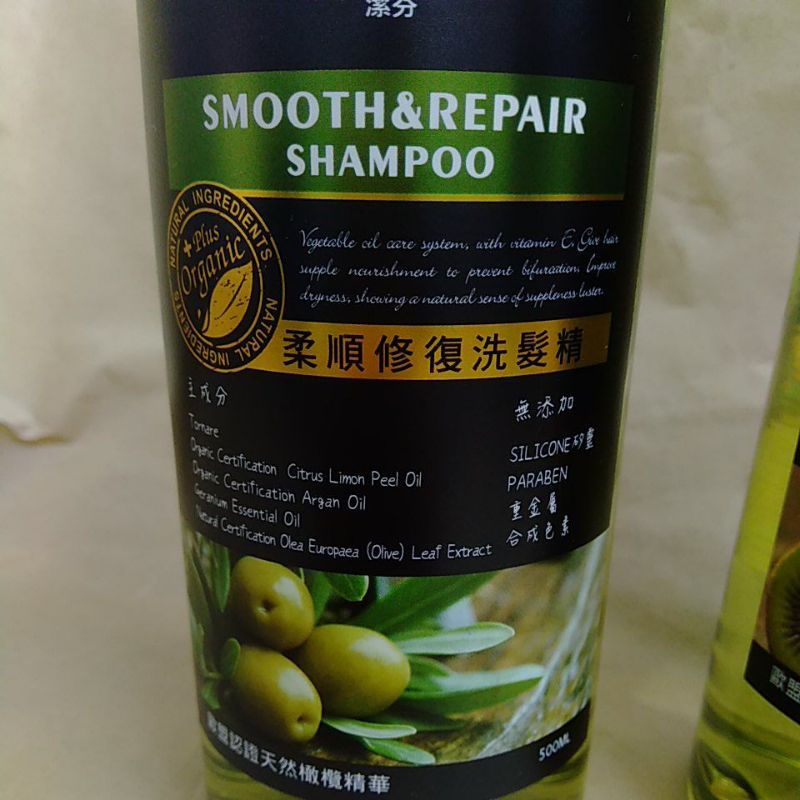 潔芬
SMOOTH&REPAIR
SHAMPOO
NATURAL INGREDIENTS
NATURAL INGREDIENTS
Plus
Organic
Vegetable oil care system, with vitamin E, Give hair
supple nourishment to prevent bifurcation, Improve
dryness, showing a natural sense of suppleness luster.
柔順修復洗髮精
主成分
Tornare
Organic Certification Citrus Limon Peel Oil
Organic Certification Argan Oil
Geranium Essential Oil
Natural Certification Olea Europaea (Olive) Leaf Extract
無添加
SILICONE矽靈
PARABEN
重金屬
合成色素
歐盟認證天然橄欖精華
500ML
歐盟